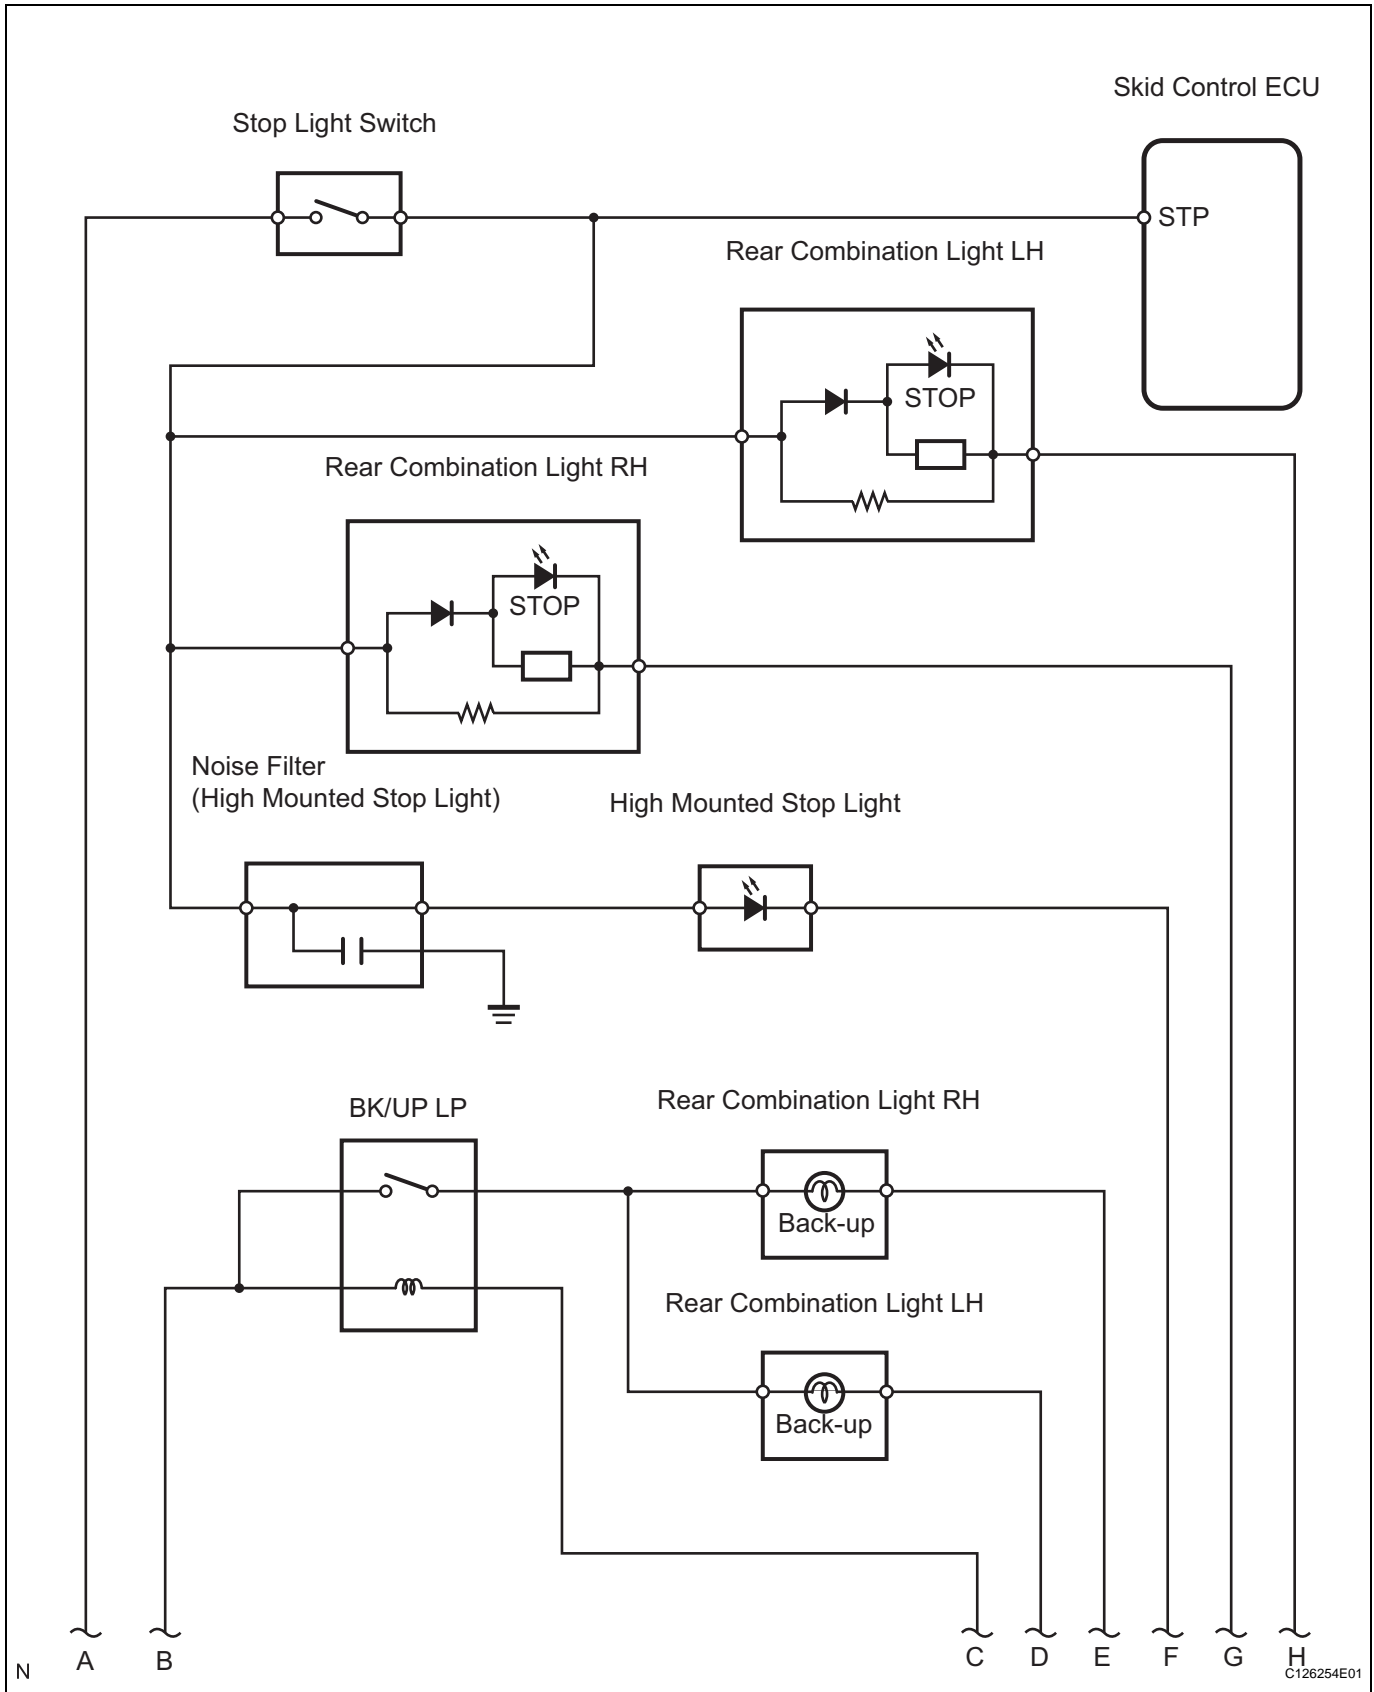 Skid Control ECU
Stop Light Switch
STP
Rear Combination Light LH
STOP
Rear Combination Light RH
STOP
Noise Filter
(High Mounted Stop Light)
High Mounted Stop Light
BK/UP LP
Rear Combination Light RH
Back-up
Rear Combination Light LH
Back-up
A B C D E F G H
N
C126254E01